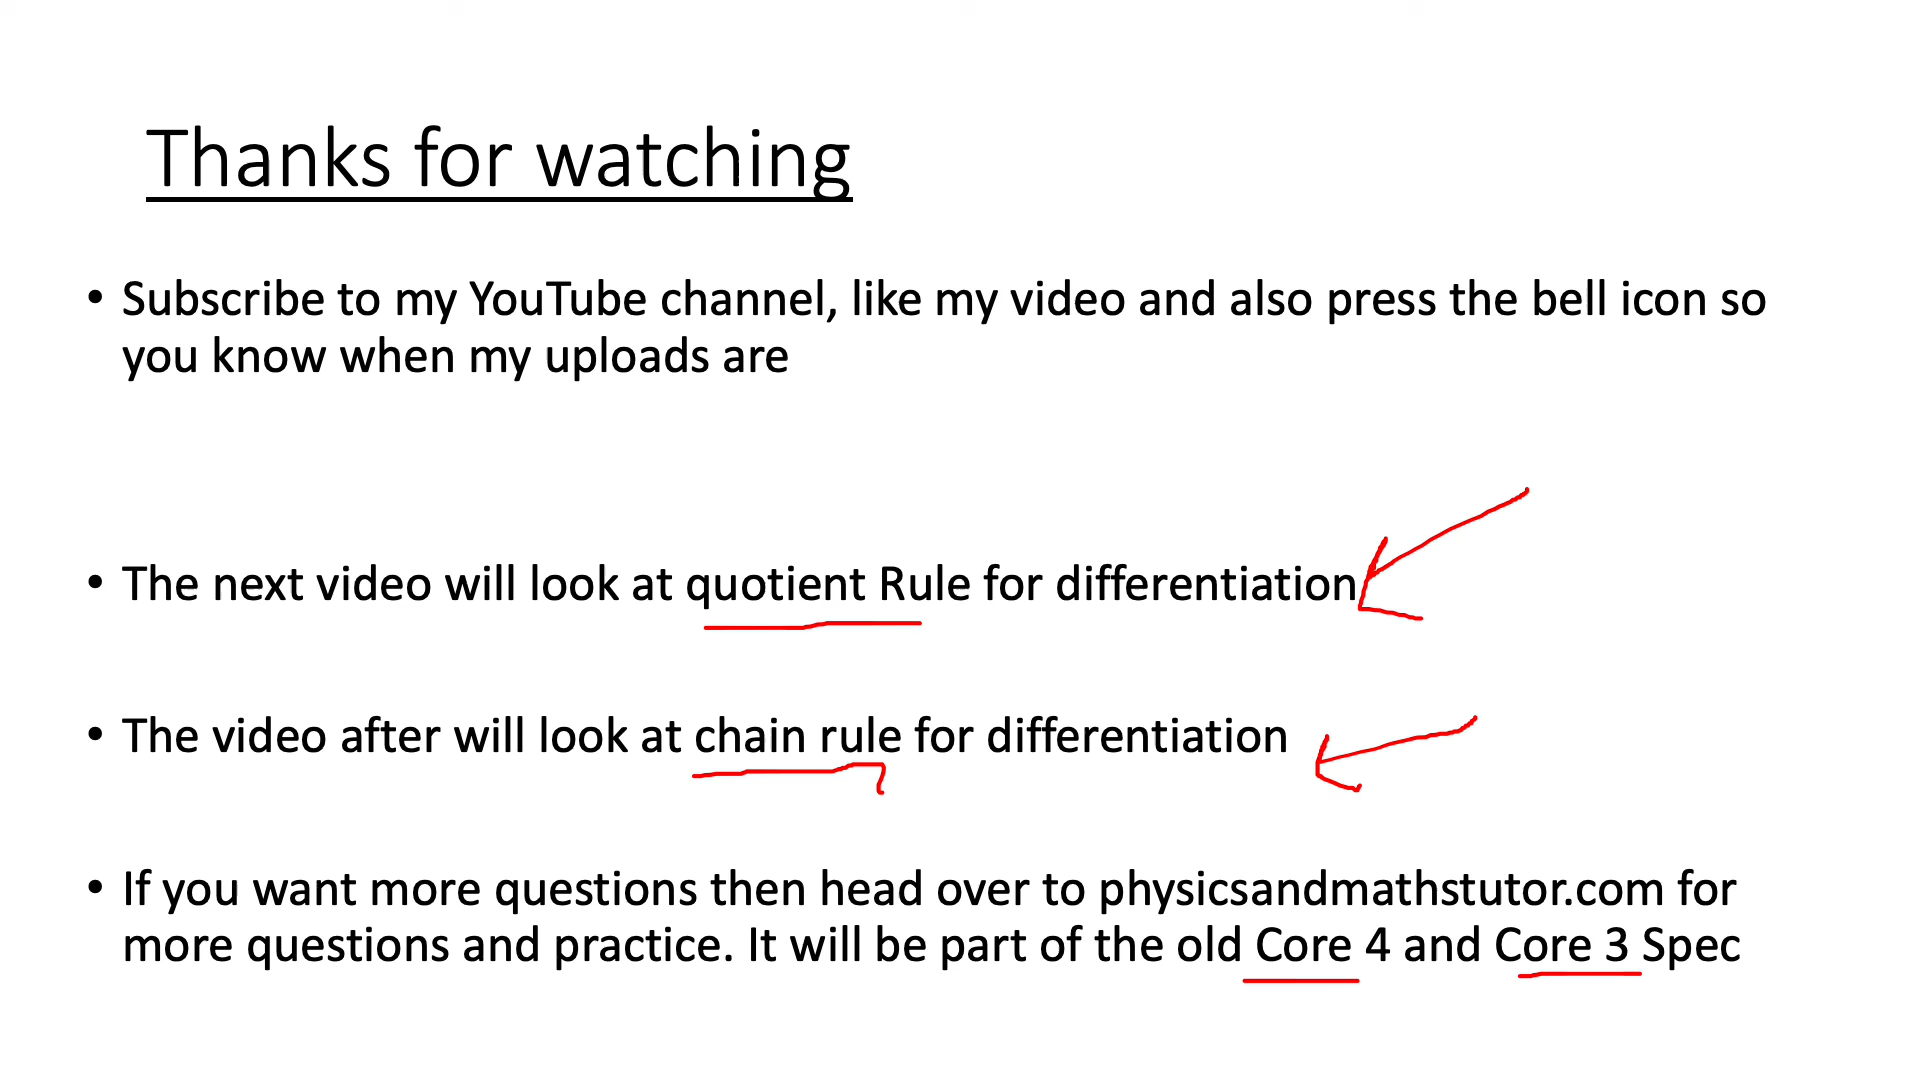 Thanks for watching
• Subscribe to my YouTube channel, like my video and also press the bell icon so
you know when my uploads are
• The next video will look at quotient Rule for differentiation
• The video after will look at chain rule for differentiation
• If you want more questions then head over to physicsandmathstutor.com for
more questions and practice. It will be part of the old Core 4 and Core 3 Spec